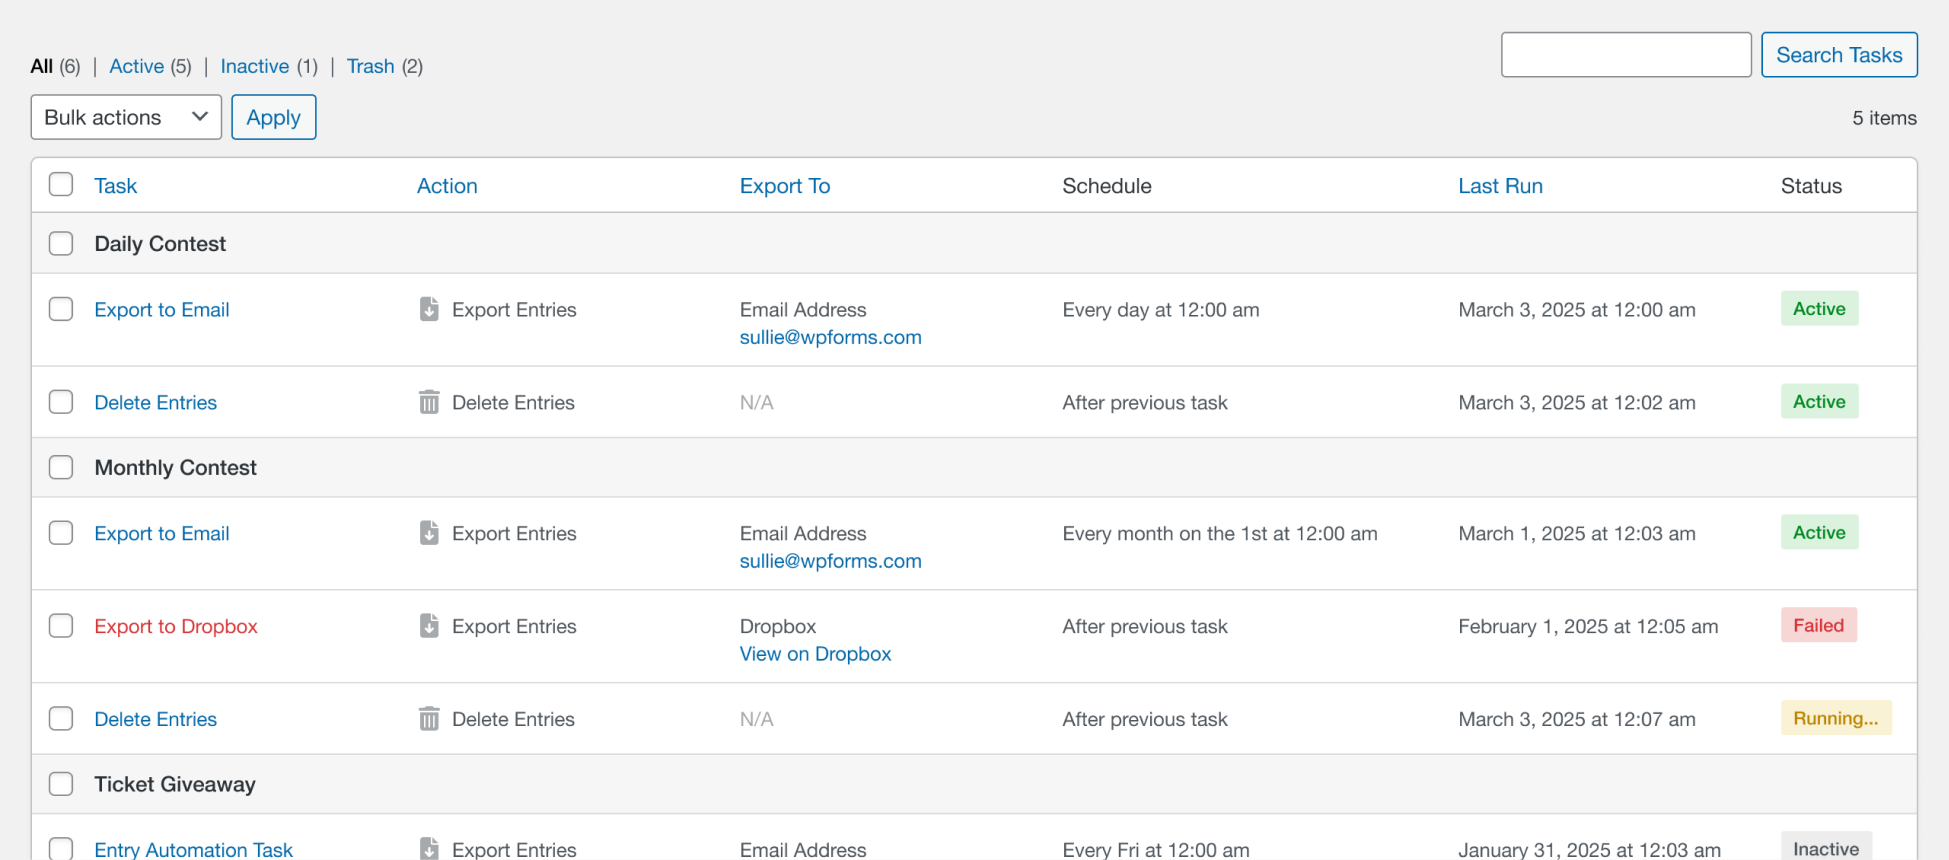 All (6) | Active (5) | Inactive (1) | Trash (2)
Search Tasks
Bulk actions Apply
5 items
Task Action Export To Schedule Last Run Status
Daily Contest
Export to Email Export Entries Email Address Every day at 12:00 am March 3, 2025 at 12:00 am Active
sullie@wpforms.com
Delete Entries Delete Entries N/A After previous task March 3, 2025 at 12:02 am Active
Monthly Contest
Export to Email Export Entries Email Address Every month on the 1st at 12:00 am March 1, 2025 at 12:03 am Active
sullie@wpforms.com
Export to Dropbox Export Entries Dropbox After previous task February 1, 2025 at 12:05 am Failed
View on Dropbox
Delete Entries Delete Entries N/A After previous task March 3, 2025 at 12:07 am Running...
Ticket Giveaway
Entry Automation Task Export Entries Email Address Every Fri at 12:00 am January 31, 2025 at 12:03 am Inactive